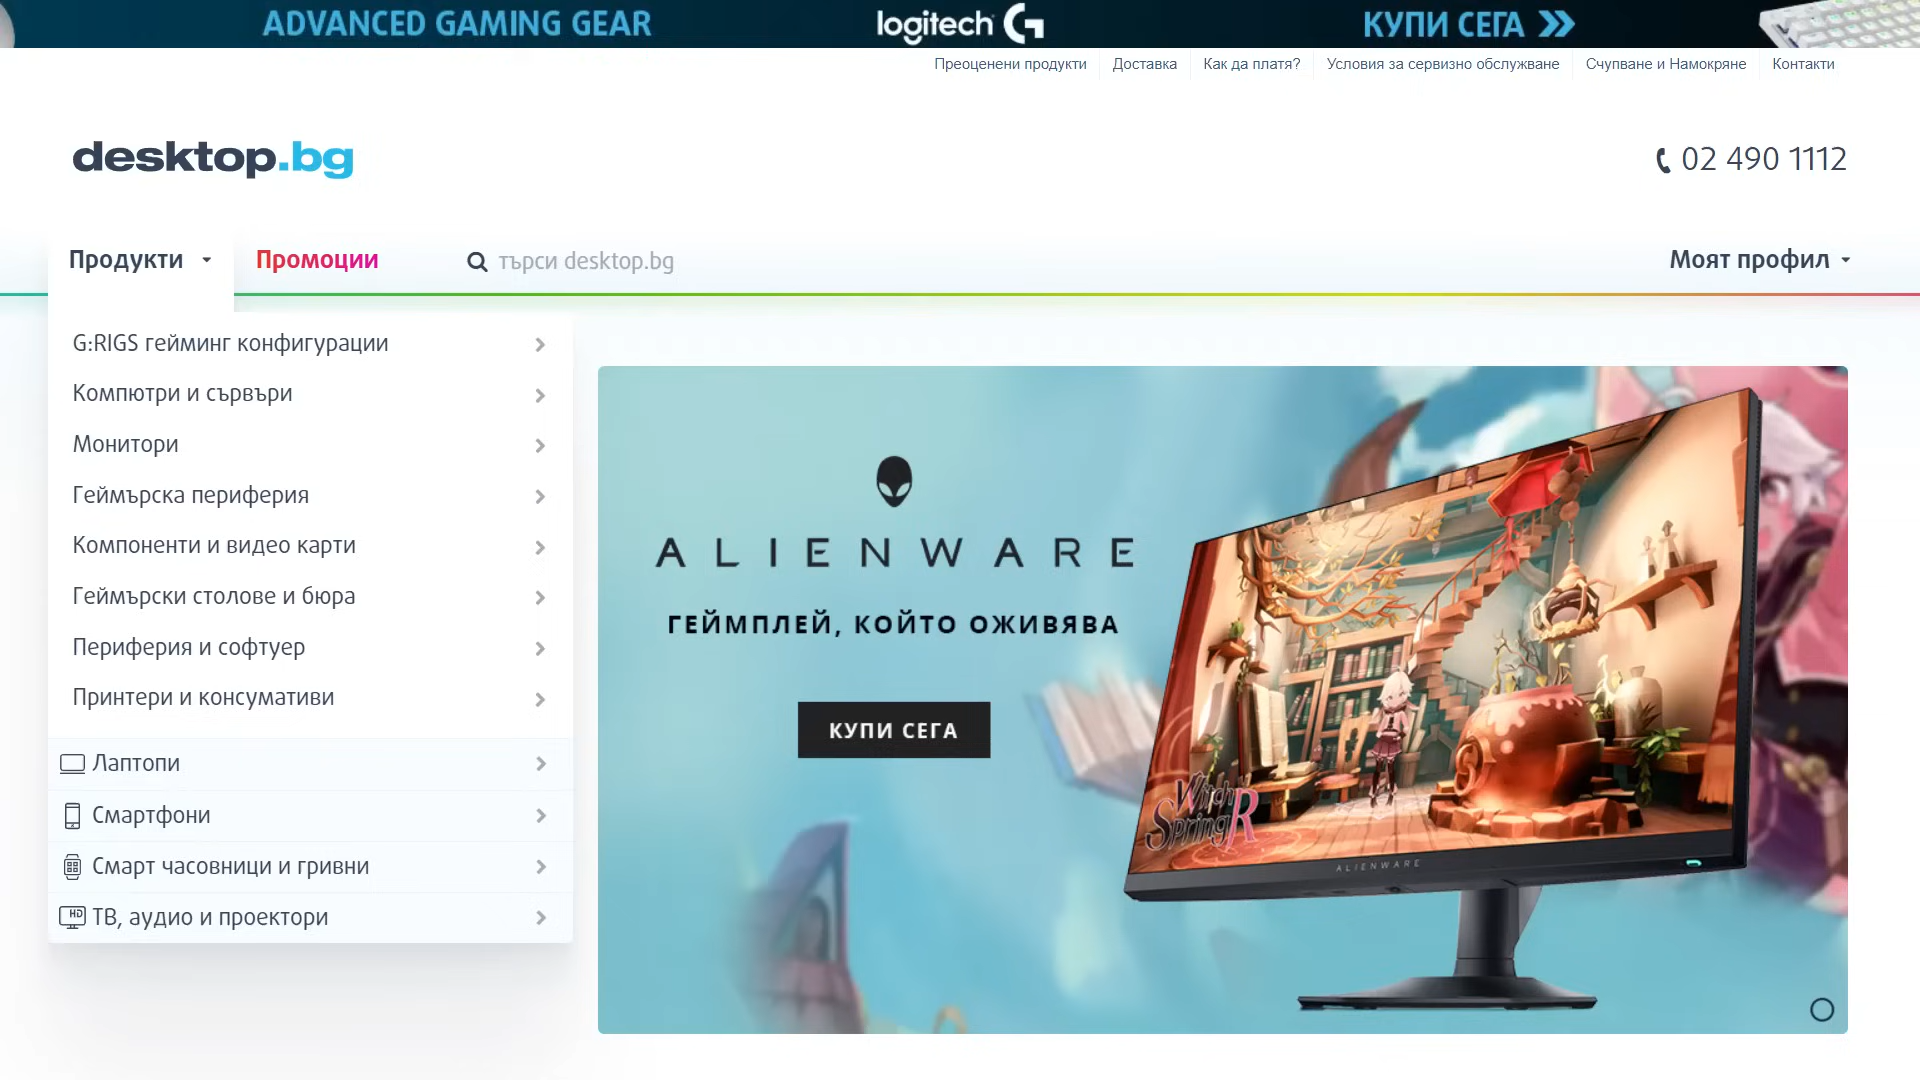 ADVANCED GAMING GEAR
logitech G
КУПИ СЕГА
Преоценени продукти
Доставка
Как да платя?
Условия за сервизно обслужване
Счупване и Намокряне
Контакти
desktop.bg
02 490 1112
Продукти
Промоции
търси desktop.bg
Моят профил
G:RIGS гейминг конфигурации
Компютри и сървъри
Монитори
Геймърска периферия
Компоненти и видео карти
Геймърски столове и бюра
Периферия и софтуер
Принтери и консумативи
Лаптопи
Смартфони
Смарт часовници и гривни
HD
ТВ, аудио и проектори
ALIENWARE
ГЕЙМПЛЕЙ, КОЙТО ОЖИВЯВА
КУПИ СЕГА
Witch
Spring R
ALIENWARE